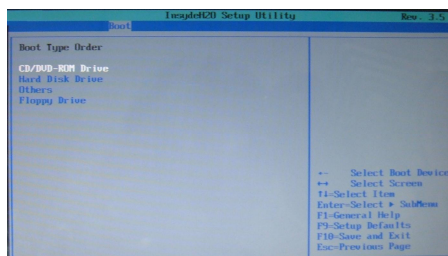 InsydeH2O Setup Utility Rev. 3.5
Boot
Boot Type Order
CD/DVD-ROM Drive
Hard Disk Drive
Others
Floppy Drive
+- Select Boot Device
↔ Select Screen
↑↓=Select Item
Enter=Select ▶ SubMenu
F1=General Help
F9=Setup Defaults
F10=Save and Exit
Esc=Previous Page